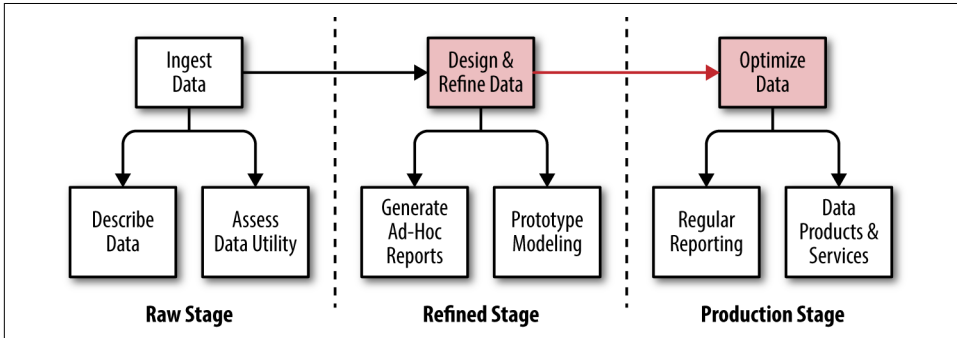 Ingest
Data
Design &
Refine Data
Optimize
Data
Describe
Data
Assess
Data Utility
Generate
Ad-Hoc
Reports
Prototype
Modeling
Regular
Reporting
Data
Products &
Services
Raw Stage
Refined Stage
Production Stage